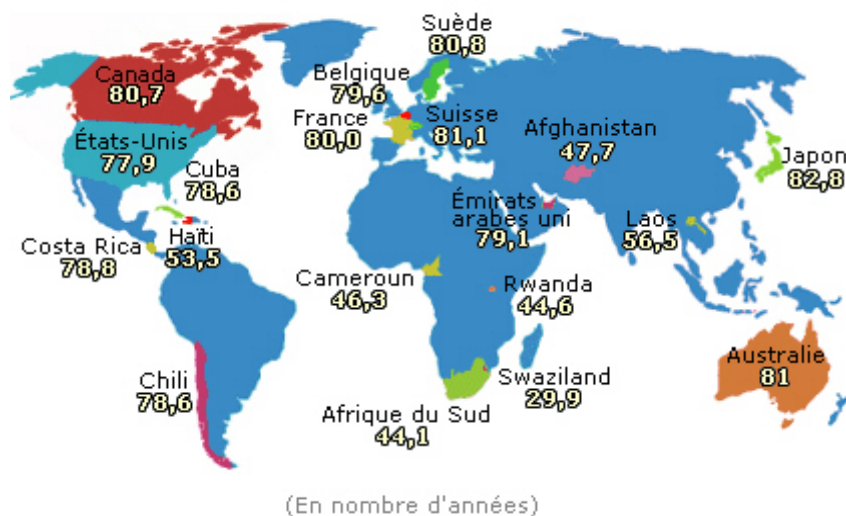 Suède
80,8
Canada
80,7
Belgique
79,6
France
80,0
Suisse
81,1
Afghanistan
47,7
États-Unis
77,9
Cuba
78,6
Japon
82,8
Émirats
arabes uni
79,1
Laos
56,5
Haïti
53,5
Costa Rica
78,8
Cameroun
46,3
Rwanda
44,6
Australie
81
Chili
78,6
Swaziland
29,9
Afrique du Sud
44,1
(En nombre d'années)